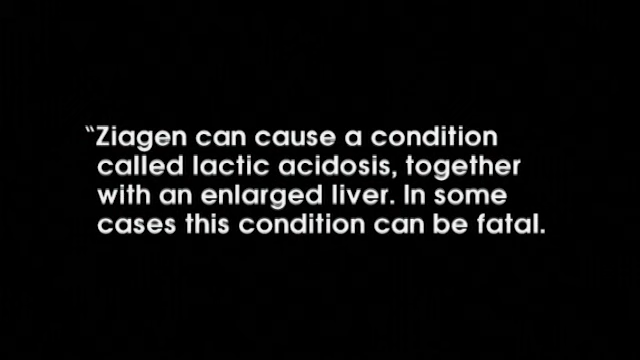 “Ziagen can cause a condition
called lactic acidosis, together
with an enlarged liver. In some
cases this condition can be fatal.